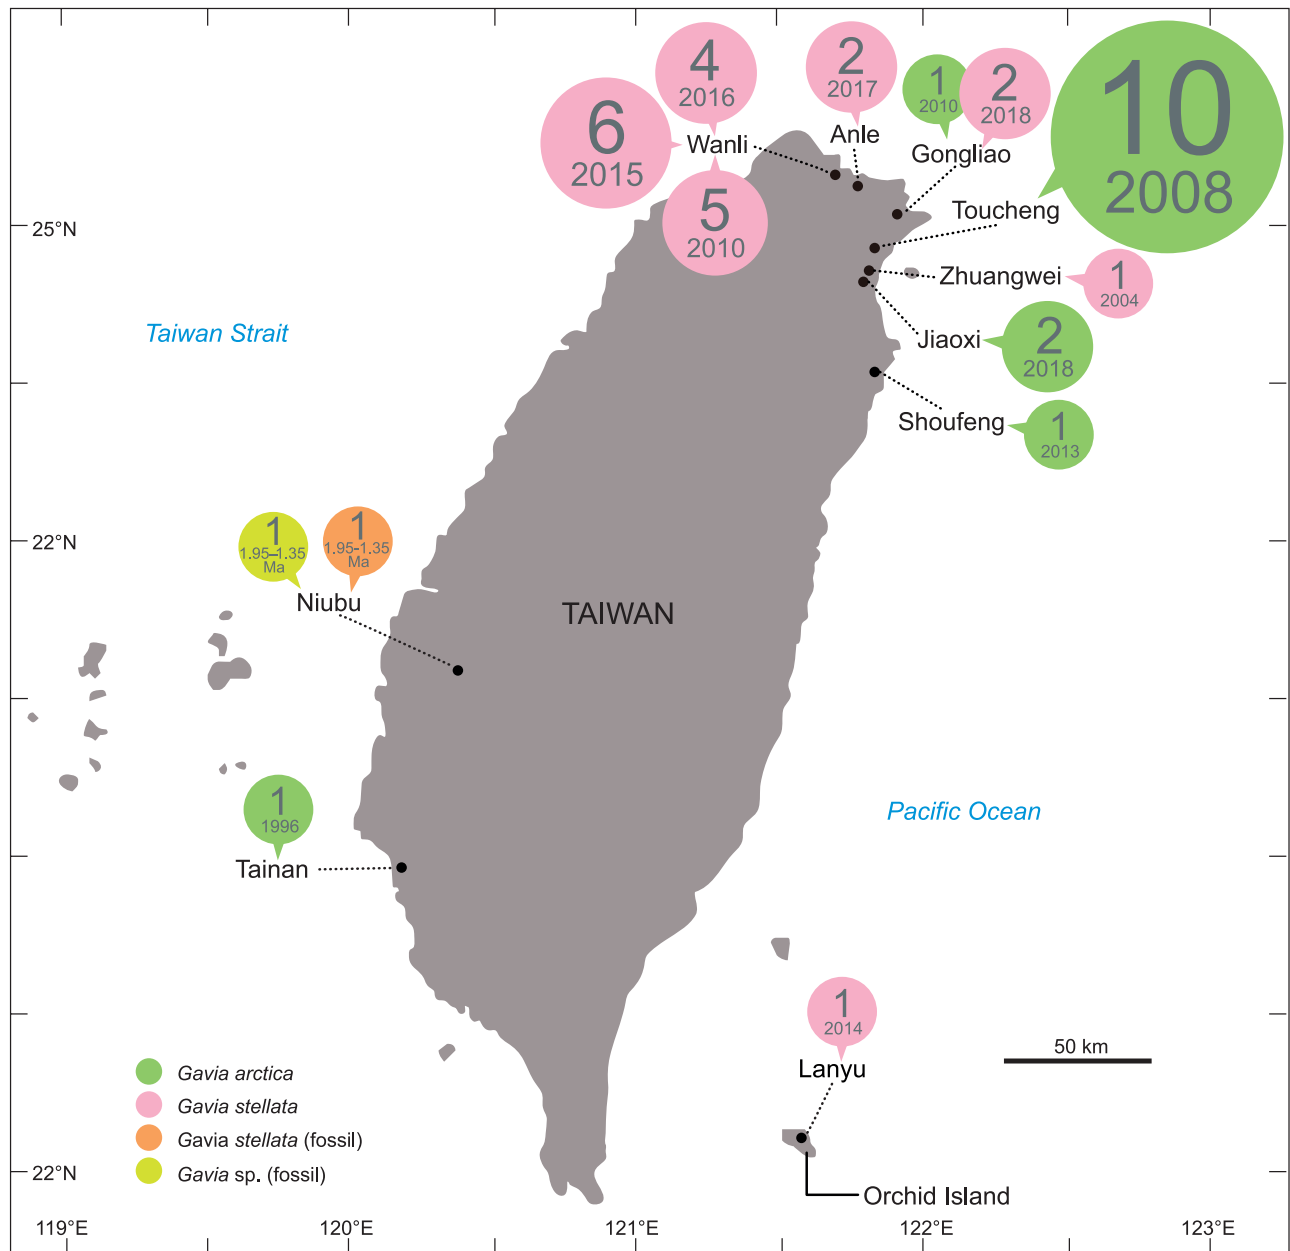 4
2016
6
2015
Wanli
5
2010
2
2017
Anle
1
2010
2
2018
Gongliao
10
2008
Toucheng
25°N
Zhuangwei
1
2004
Taiwan Strait
Jiaoxi
2
2018
Shoufeng
1
2013
22°N
1
1.95–1.35
Ma
1
1.95-1.35
Ma
Niubu
TAIWAN
1
1996
Tainan
Pacific Ocean
1
2014
Lanyu
50 km
Gavia arctica
Gavia stellata
Gavia stellata (fossil)
Gavia sp. (fossil)
22°N
Orchid Island
119°E
120°E
121°E
122°E
123°E